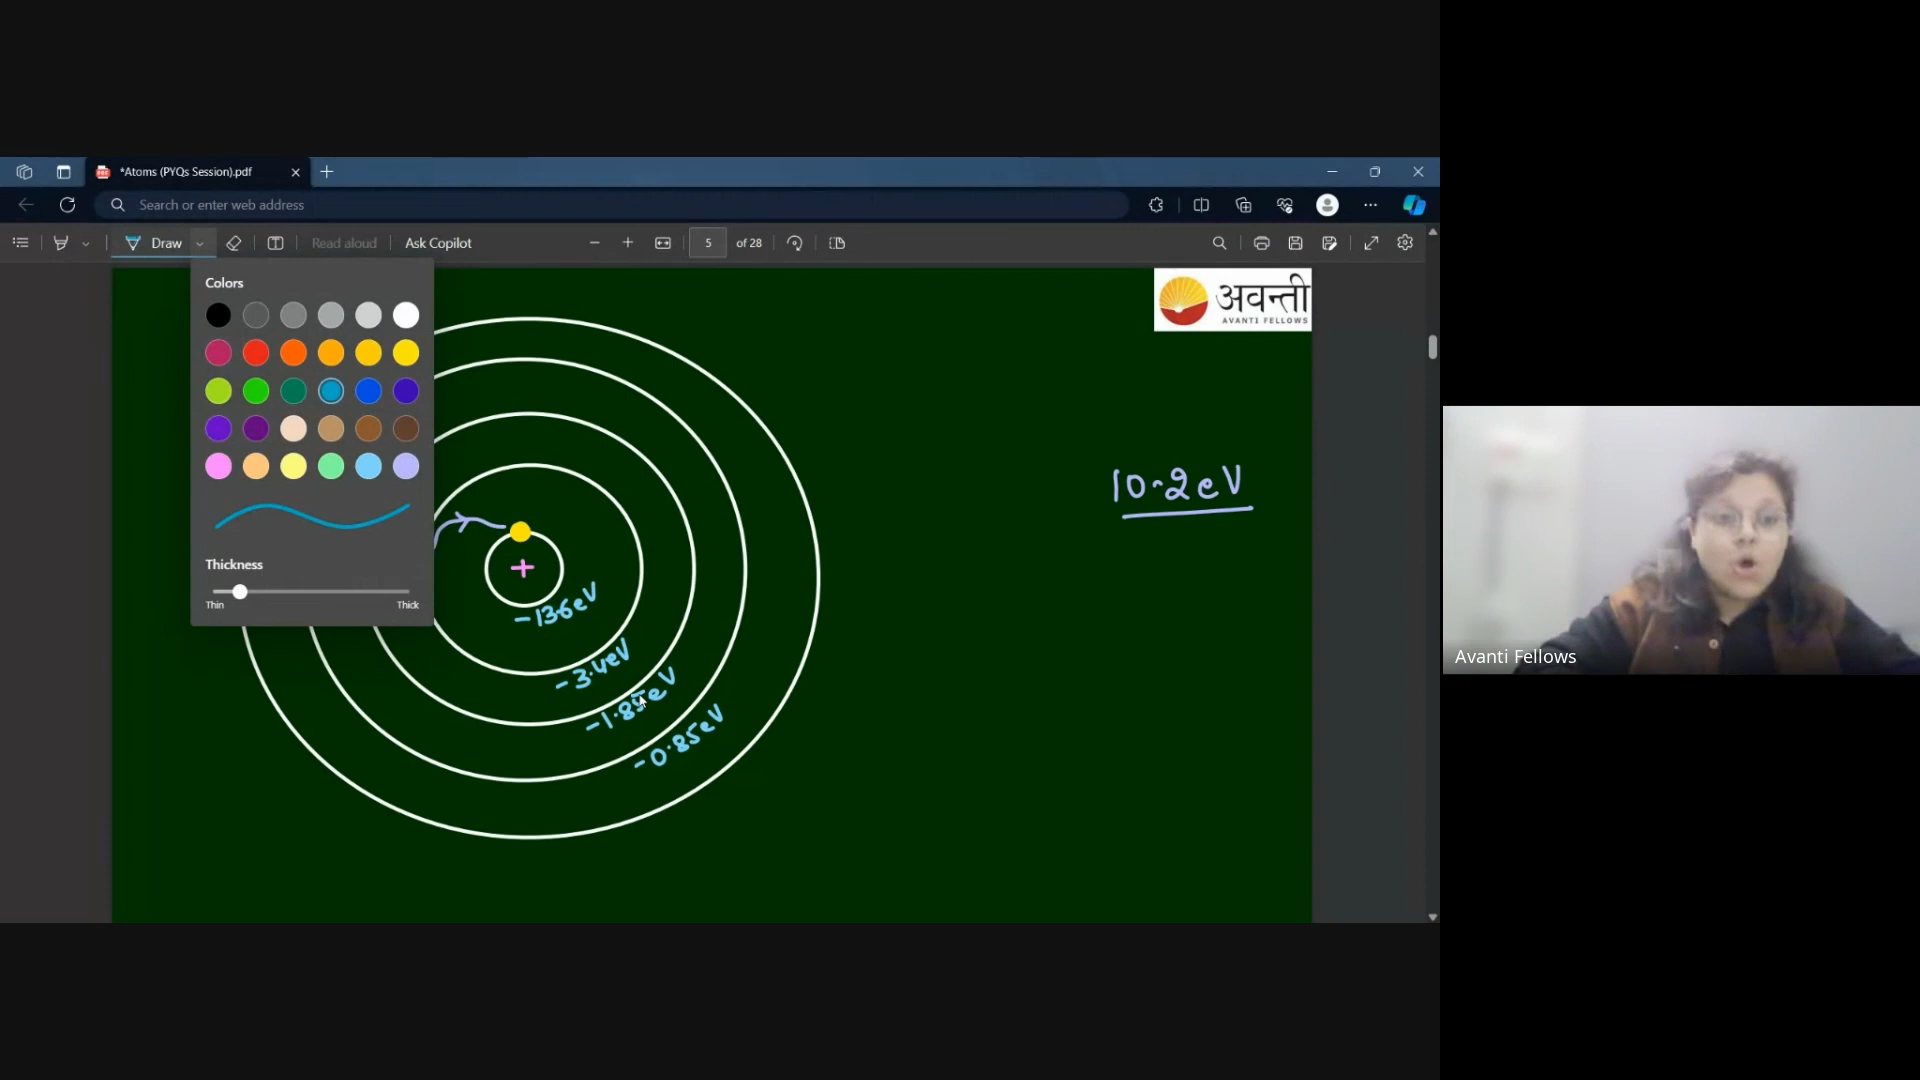 *Atoms (PYQs Session).pdf
Search or enter web address
Draw
Read aloud
Ask Copilot
5
of 28
Colors
Thickness
Thin
Thick
अवन्ती
AVANTI FELLOWS
10.2eV
+
-13.6eV
-3.4eV
-1.85eV
-0.85eV
Avanti Fellows